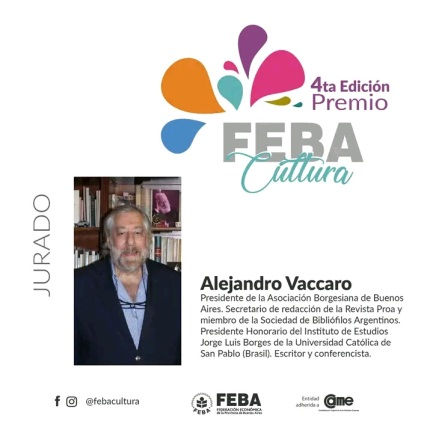 4ta Edición
Premio
FEBA
Cultura
JURADO
Alejandro Vaccaro
Presidente de la Asociación Borgesiana de Buenos
Aires. Secretario de redacción de la Revista Proa y
miembro de la Sociedad de Bibliófilos Argentinos.
Presidente Honorario del Instituto de Estudios
Jorge Luis Borges de la Universidad Católica de
San Pablo (Brasil). Escritor y conferencista.
@febacultura
FEBA
FEBA
FEDERACIÓN ECONÓMICA
de la Provincia de Buenos Aires
Entidad
adherida a
came